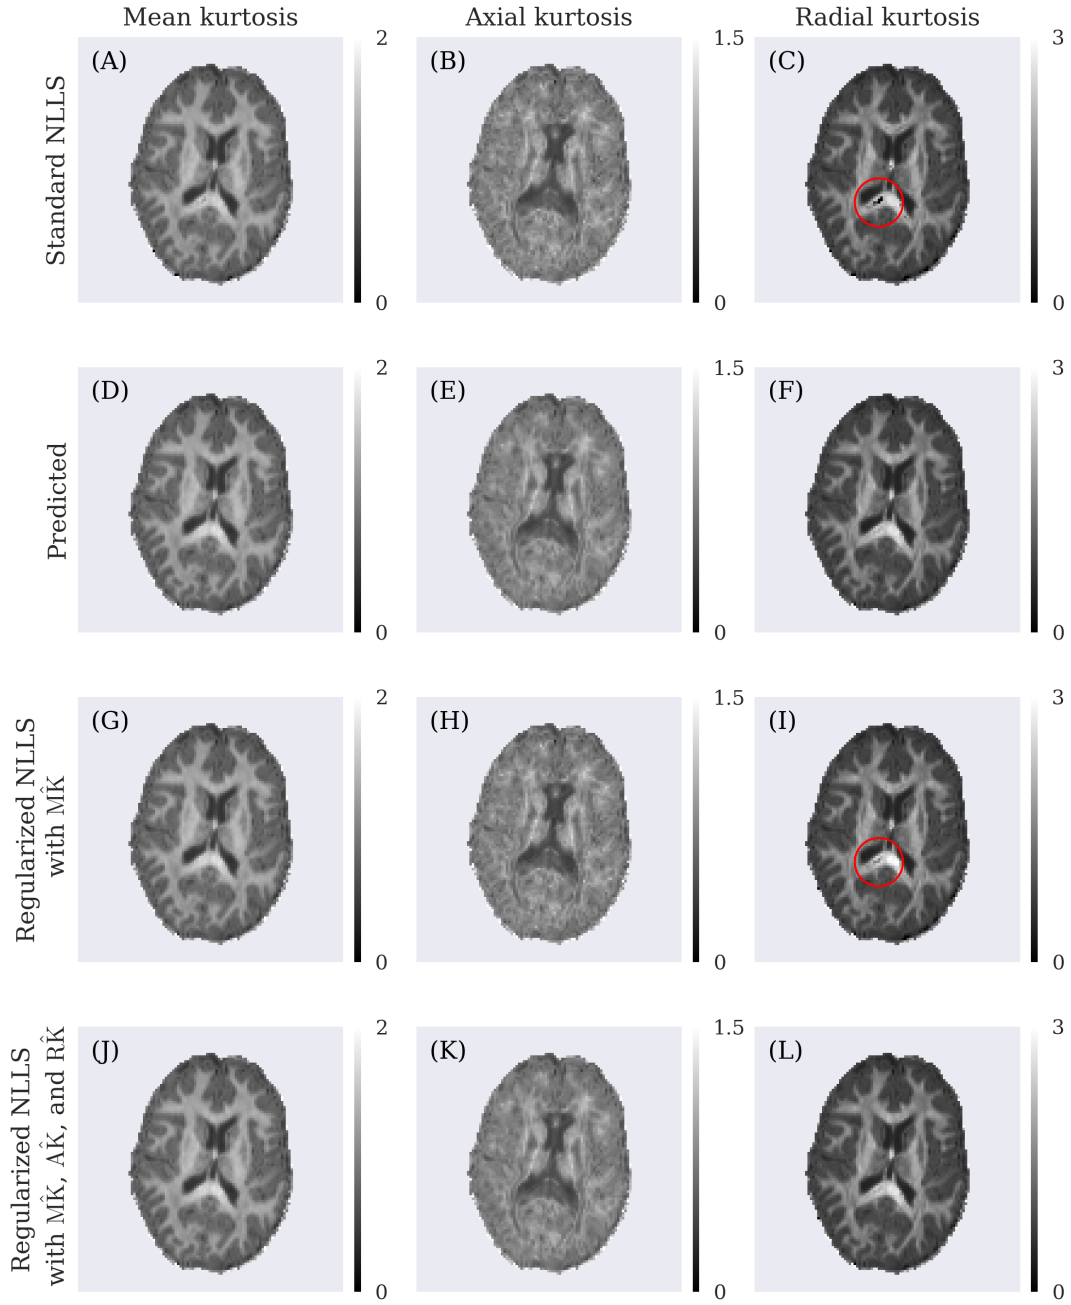 Mean kurtosis
Axial kurtosis
Radial kurtosis
Standard NLLS
(A)
2
0
(B)
1.5
0
(C)
3
0
Predicted
(D)
2
0
(E)
1.5
0
(F)
3
0
Regularized NLLS
with M̂K
(G)
2
0
(H)
1.5
0
(I)
3
0
Regularized NLLS
with M̂K, ÂK, and R̂K
(J)
2
0
(K)
1.5
0
(L)
3
0